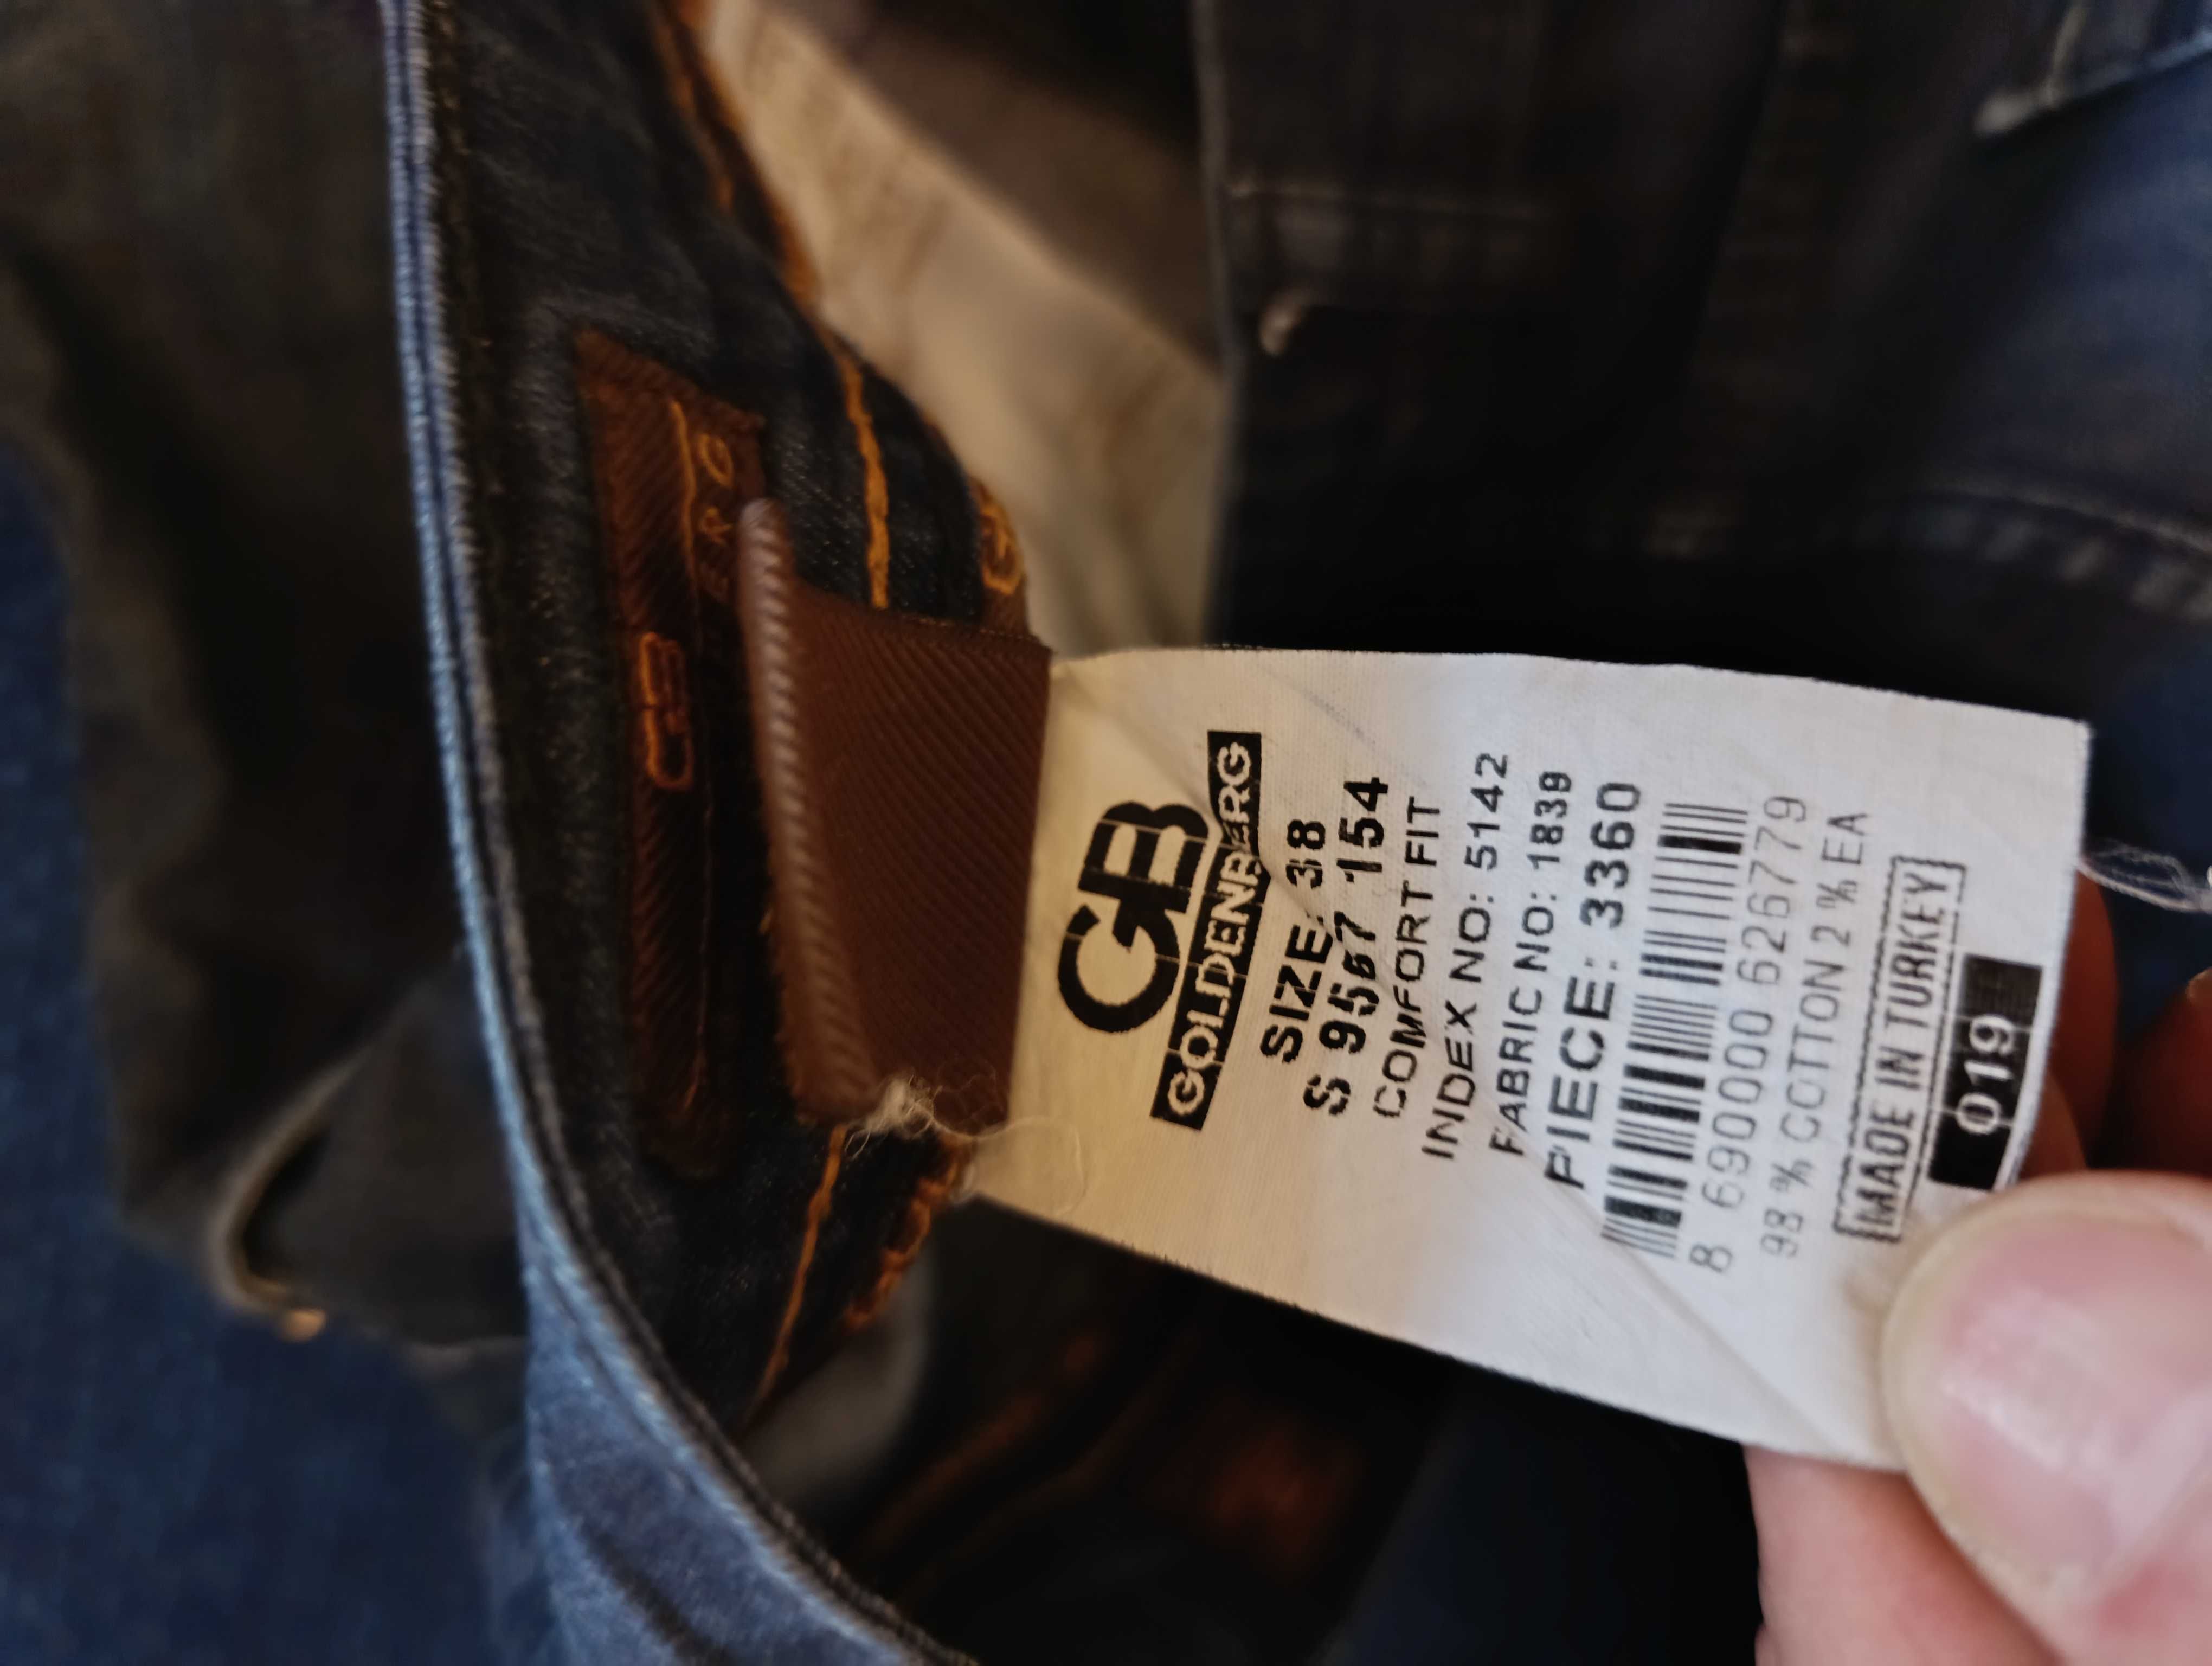 GB
GOLDENBERG
SIZE: 38
S 9567 154
COMFORT FIT
INDEX NO: 5142
FABRIC NO: 1839
PIECE: 3360
8 690000 626779
98 % COTTON 2 % EA
MADE IN TURKEY
019